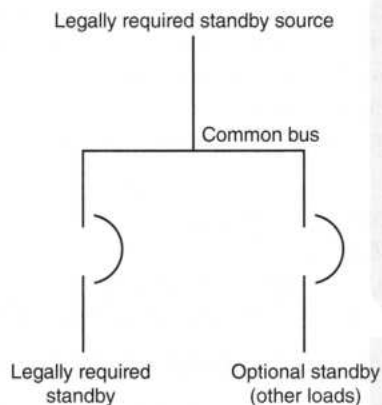 Legally required standby source
Common bus
Legally required
standby
Optional standby
(other loads)